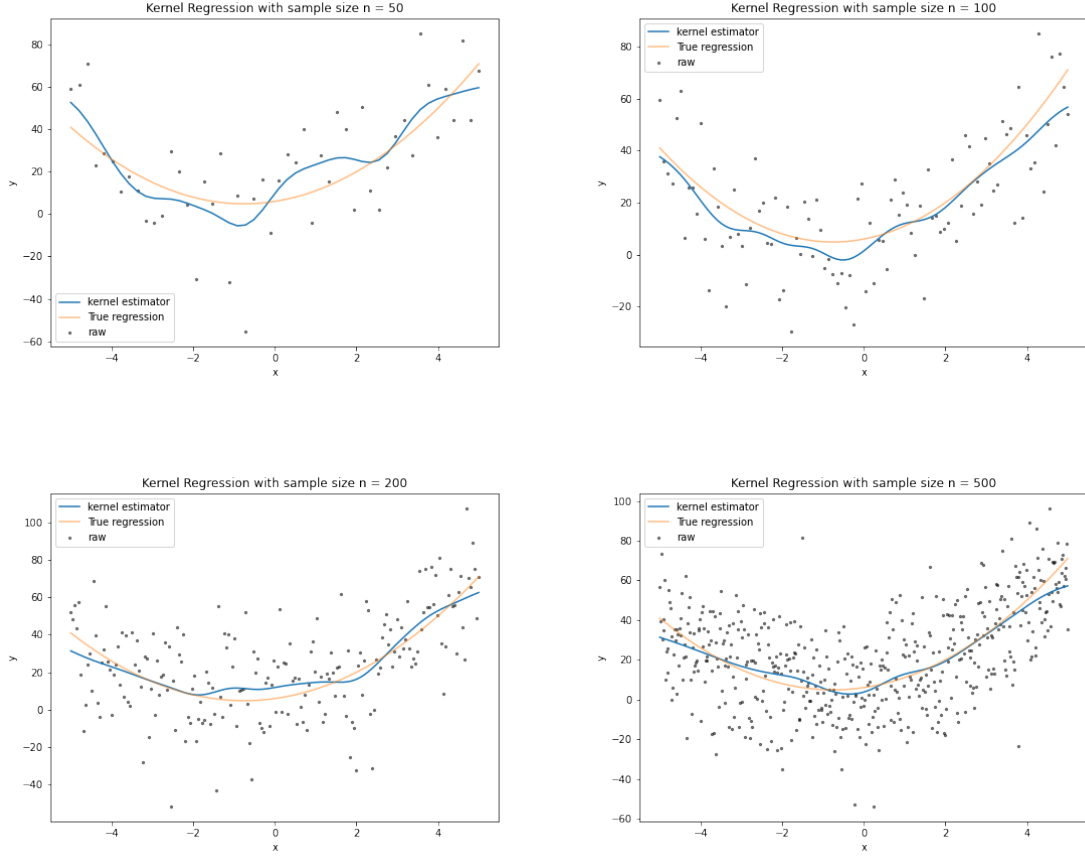 Kernel Regression with sample size n = 50
80
60
40
20
0
−20
−40
−60
y
kernel estimator
True regression
raw
−4
−2
0
2
4
x
Kernel Regression with sample size n = 100
kernel estimator
True regression
raw
80
60
40
20
0
−20
y
−4
−2
0
2
4
x
Kernel Regression with sample size n = 200
kernel estimator
True regression
raw
100
80
60
40
20
0
−20
−40
y
−4
−2
0
2
4
x
Kernel Regression with sample size n = 500
kernel estimator
True regression
raw
100
80
60
40
20
0
−20
−40
−60
y
−4
−2
0
2
4
x